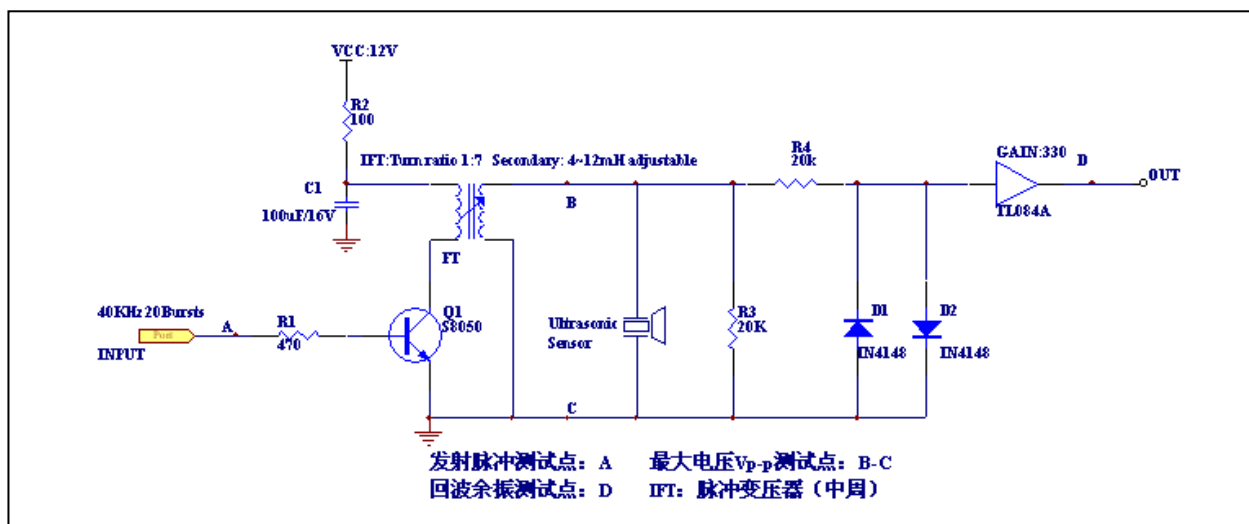 VCC:12V
R2
100
IFT:Turn ratio 1:7 Secondary: 4~12mH adjustable
R4
20k
GAIN:330
D
OUT
C1
100uF/16V
B
TL084A
FT
40KHz 20Bursts
A
R1
470
Q1
S8050
Port
INPUT
Ultrasonic
Sensor
R3
20K
D1
IN4148
D2
IN4148
C
发射脉冲测试点：A 最大电压Vp-p测试点：B-C
回波余振测试点：D IFT：脉冲变压器（中周）